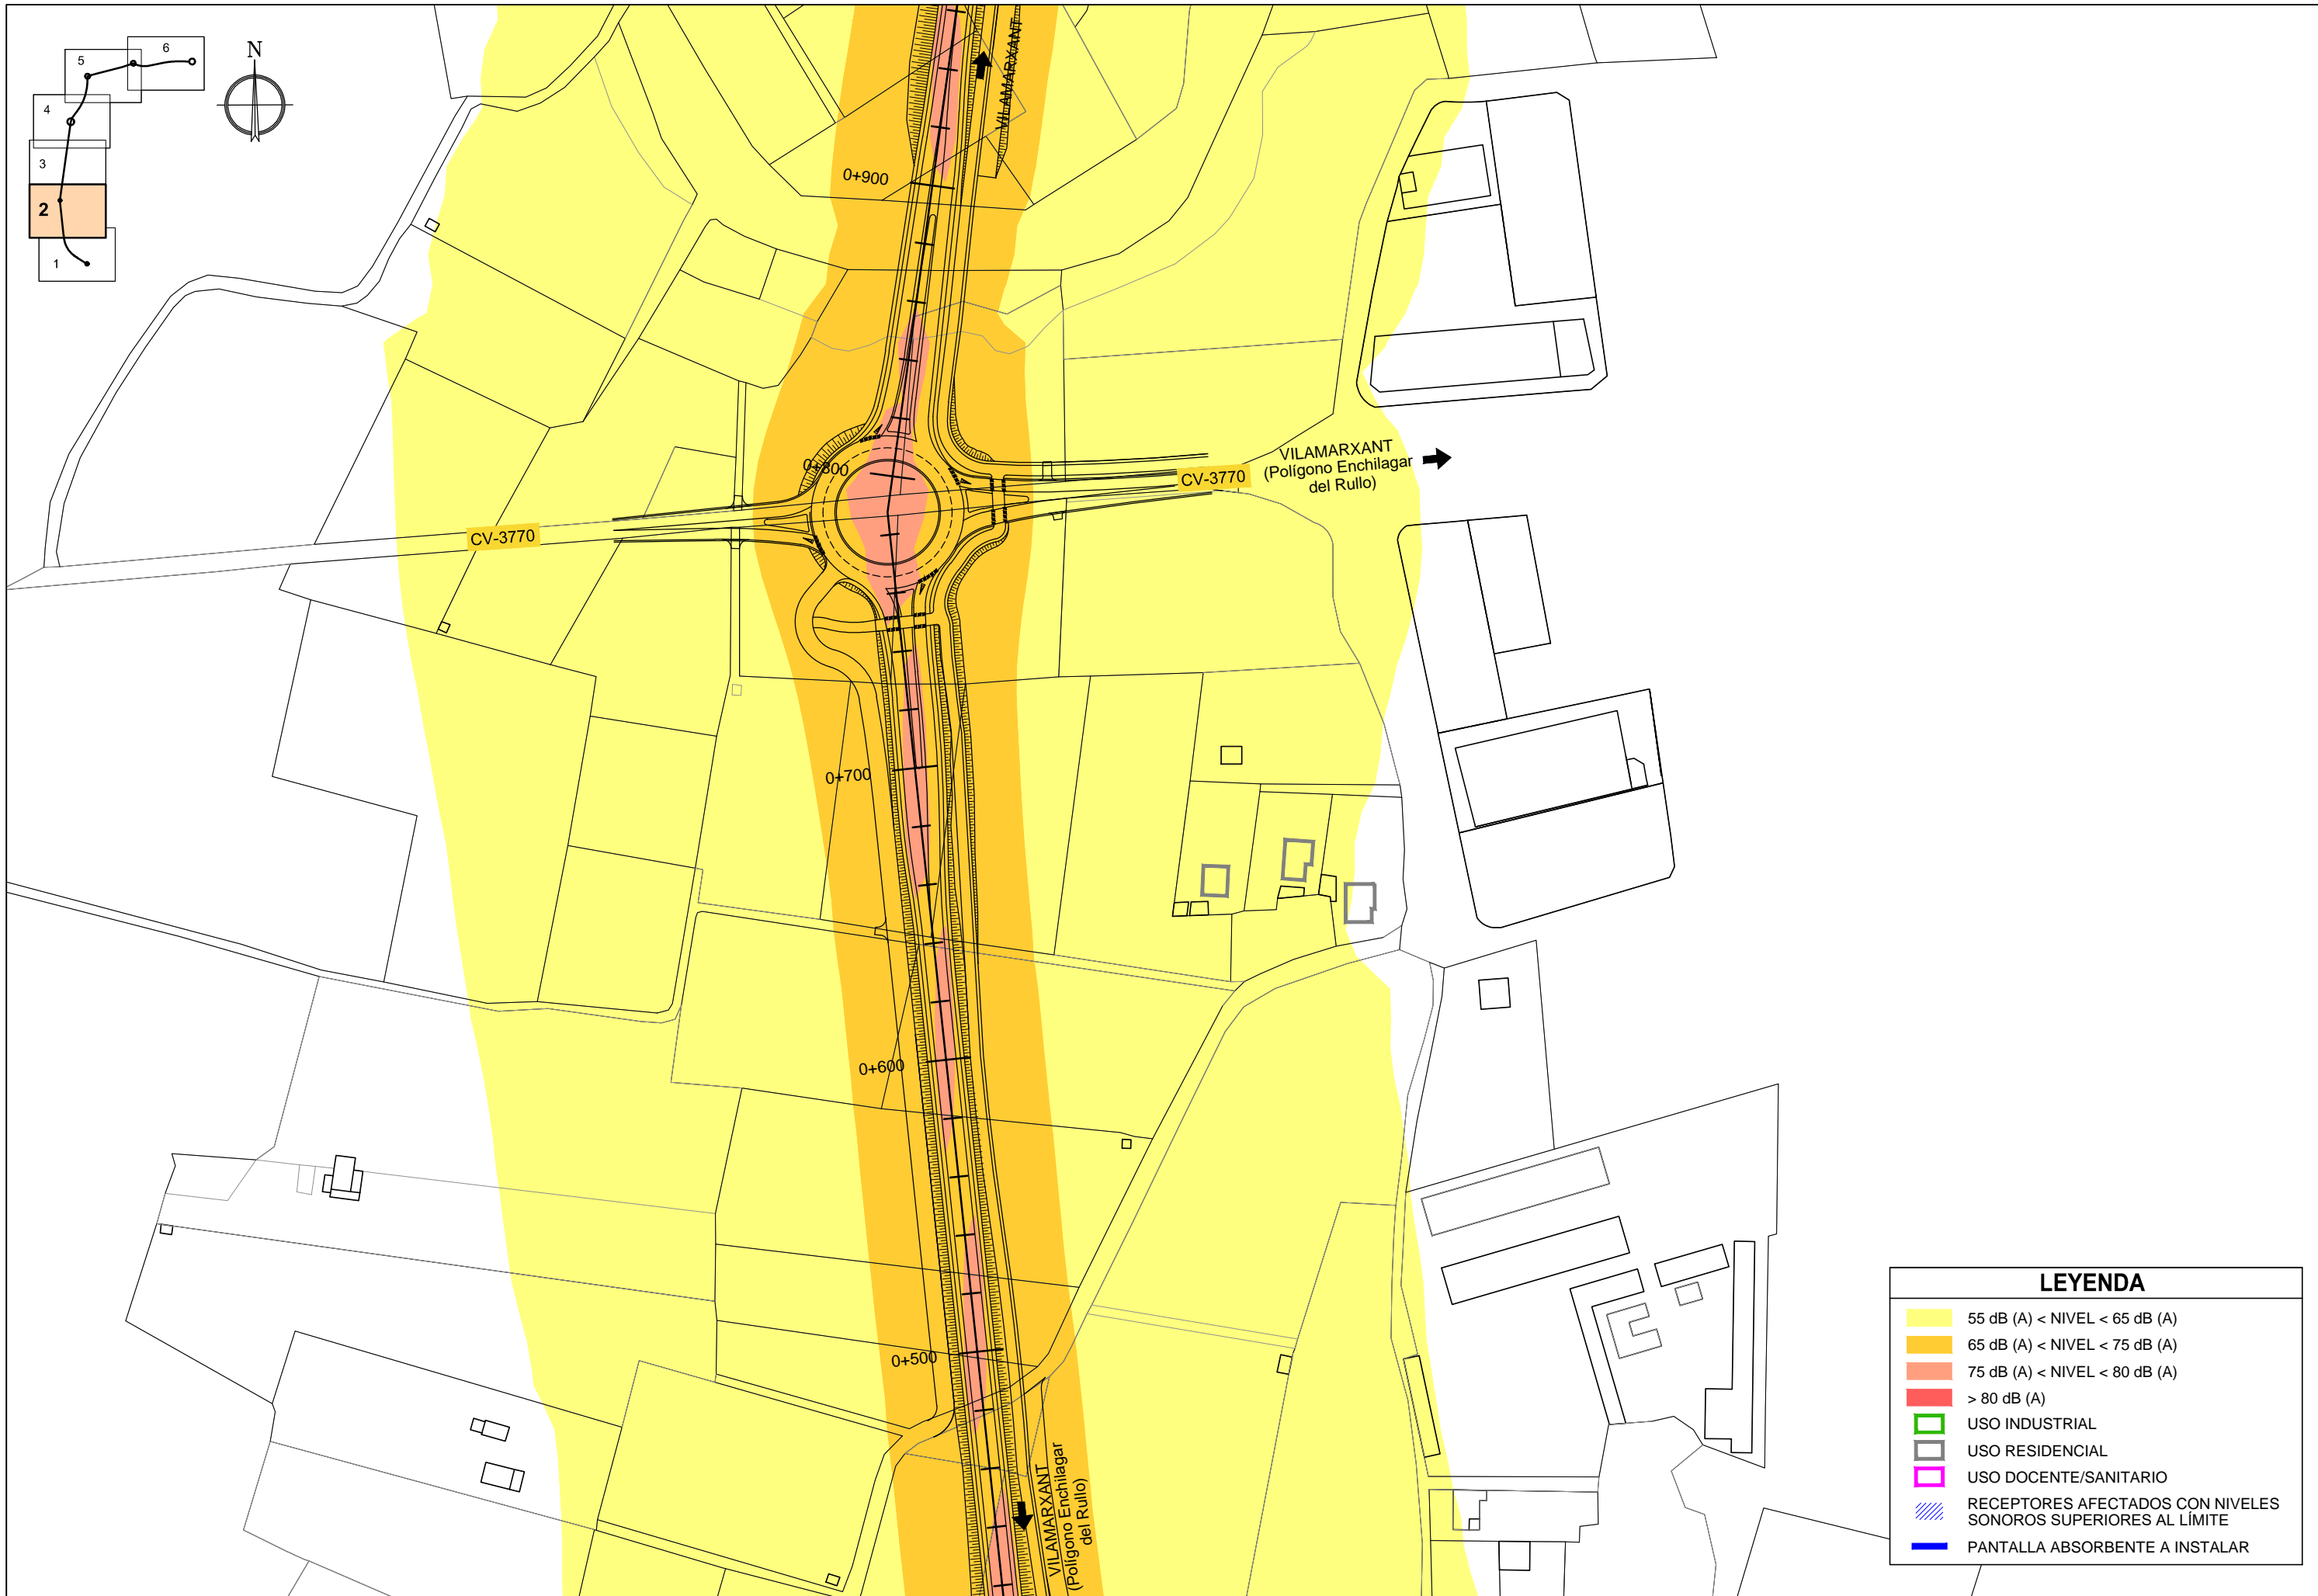 6
5
4
3
2
1
N
VILAMARXANT
0+900
0+800
CV-3770
CV-3770
VILAMARXANT
(Polígono Enchilagar
del Rullo)
0+700
0+600
0+500
VILAMARXANT
(Polígono Enchilagar
del Rullo)
LEYENDA
55 dB (A) < NIVEL < 65 dB (A)
65 dB (A) < NIVEL < 75 dB (A)
75 dB (A) < NIVEL < 80 dB (A)
> 80 dB (A)
USO INDUSTRIAL
USO RESIDENCIAL
USO DOCENTE/SANITARIO
RECEPTORES AFECTADOS CON NIVELES
SONOROS SUPERIORES AL LÍMITE
PANTALLA ABSORBENTE A INSTALAR